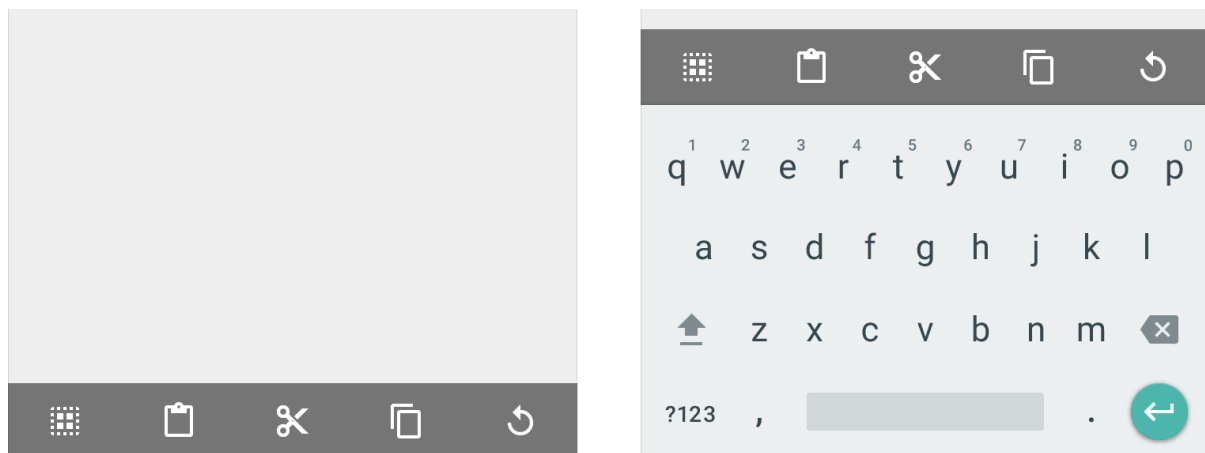 1 2 3 4 5 6 7 8 9 0
q w e r t y u i o p
a s d f g h j k l
z x c v b n m
?123 , .